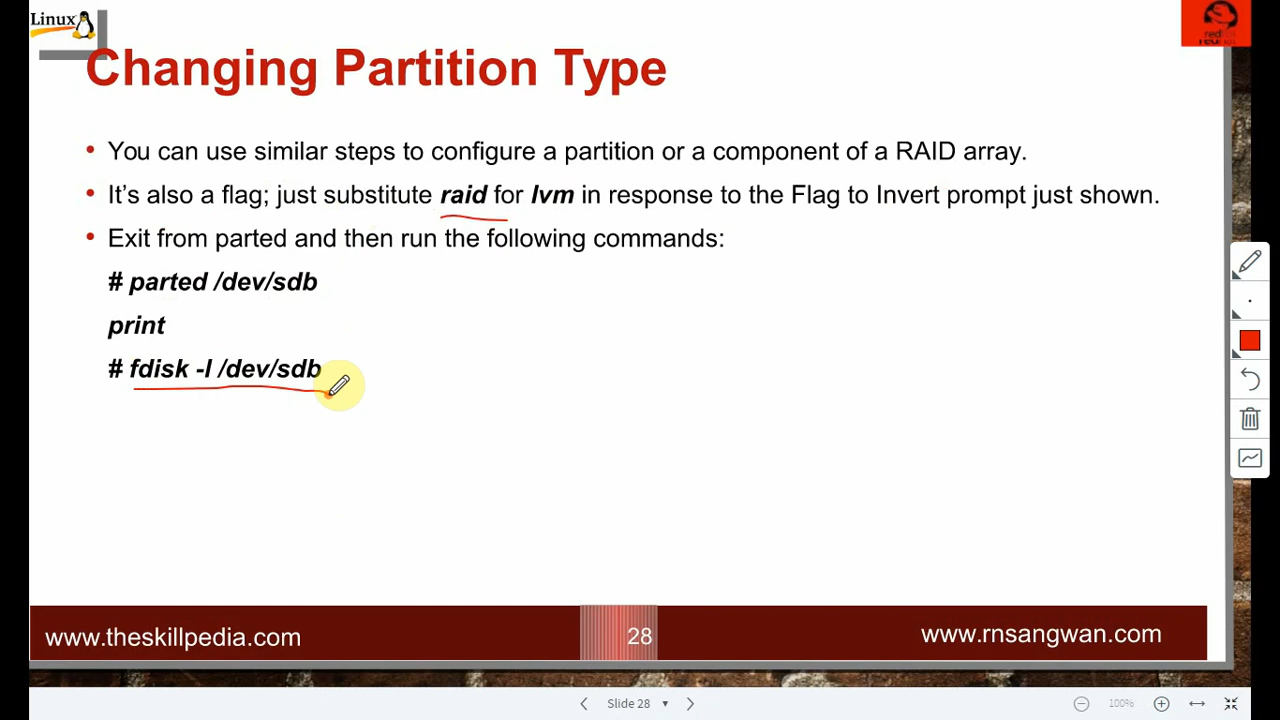 Linux
red
Changing Partition Type
• You can use similar steps to configure a partition or a component of a RAID array.
• It's also a flag; just substitute raid for lvm in response to the Flag to Invert prompt just shown.
• Exit from parted and then run the following commands:
# parted /dev/sdb
print
# fdisk -l /dev/sdb
www.theskillpedia.com
28
www.rnsangwan.com
Slide 28
100%